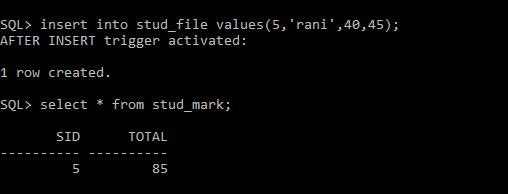 SQL> insert into stud_file values(5,'rani',40,45);
AFTER INSERT trigger activated:
1 row created.
SQL> select * from stud_mark;
SID TOTAL
---------- ----------
5 85